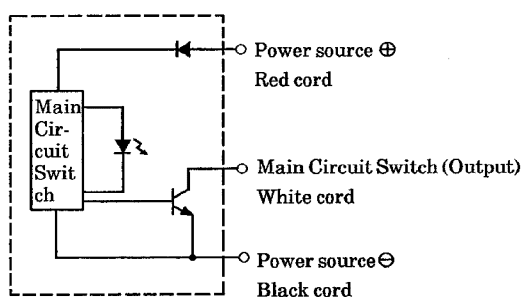 Power source ⊕
Red cord
Main
Cir-
cuit
Swit
ch
Main Circuit Switch (Output)
White cord
Power source ⊖
Black cord